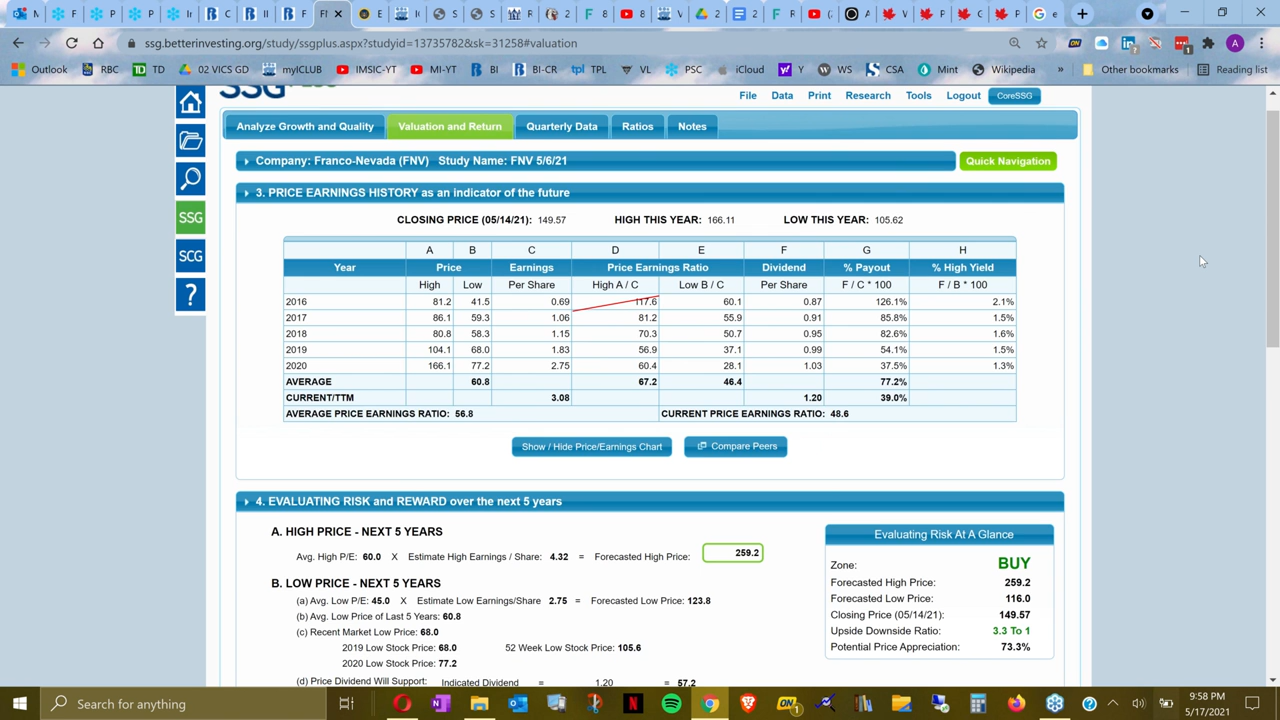 ssg.betterinvesting.org/study/ssgplus.aspx?studyid=13735782&sk=31258#valuation
Outlook RBC TD 02 VICS GD myICLUB IMSIC-YT MI-YT BI BI-CR TPL VL PSC iCloud Y WS CSA Mint Wikipedia » Other bookmarks Reading list
File Data Print Research Tools Logout CoreSSG
Analyze Growth and Quality Valuation and Return Quarterly Data Ratios Notes
Company: Franco-Nevada (FNV) Study Name: FNV 5/6/21 Quick Navigation
3. PRICE EARNINGS HISTORY as an indicator of the future
CLOSING PRICE (05/14/21): 149.57 HIGH THIS YEAR: 166.11 LOW THIS YEAR: 105.62
SSG
SCG
?
A B C D E F G H
Year Price Earnings Price Earnings Ratio Dividend % Payout % High Yield
High Low Per Share High A / C Low B / C Per Share F / C * 100 F / B * 100
2016 81.2 41.5 0.69 117.6 60.1 0.87 126.1% 2.1%
2017 86.1 59.3 1.06 81.2 55.9 0.91 85.8% 1.5%
2018 80.8 58.3 1.15 70.3 50.7 0.95 82.6% 1.6%
2019 104.1 68.0 1.83 56.9 37.1 0.99 54.1% 1.5%
2020 166.1 77.2 2.75 60.4 28.1 1.03 37.5% 1.3%
AVERAGE 60.8 67.2 46.4 77.2%
CURRENT/TTM 3.08 1.20 39.0%
AVERAGE PRICE EARNINGS RATIO: 56.8 CURRENT PRICE EARNINGS RATIO: 48.6
Show / Hide Price/Earnings Chart Compare Peers
4. EVALUATING RISK and REWARD over the next 5 years
A. HIGH PRICE - NEXT 5 YEARS
Avg. High P/E: 60.0 X Estimate High Earnings / Share: 4.32 = Forecasted High Price: 259.2
B. LOW PRICE - NEXT 5 YEARS
(a) Avg. Low P/E: 45.0 X Estimate Low Earnings/Share 2.75 = Forecasted Low Price: 123.8
(b) Avg. Low Price of Last 5 Years: 60.8
(c) Recent Market Low Price: 68.0
2019 Low Stock Price: 68.0 52 Week Low Stock Price: 105.6
2020 Low Stock Price: 77.2
(d) Price Dividend Will Support: Indicated Dividend = 1.20 = 57.2
Evaluating Risk At A Glance
Zone: BUY
Forecasted High Price: 259.2
Forecasted Low Price: 116.0
Closing Price (05/14/21): 149.57
Upside Downside Ratio: 3.3 To 1
Potential Price Appreciation: 73.3%
Search for anything
9:58 PM
5/17/2021